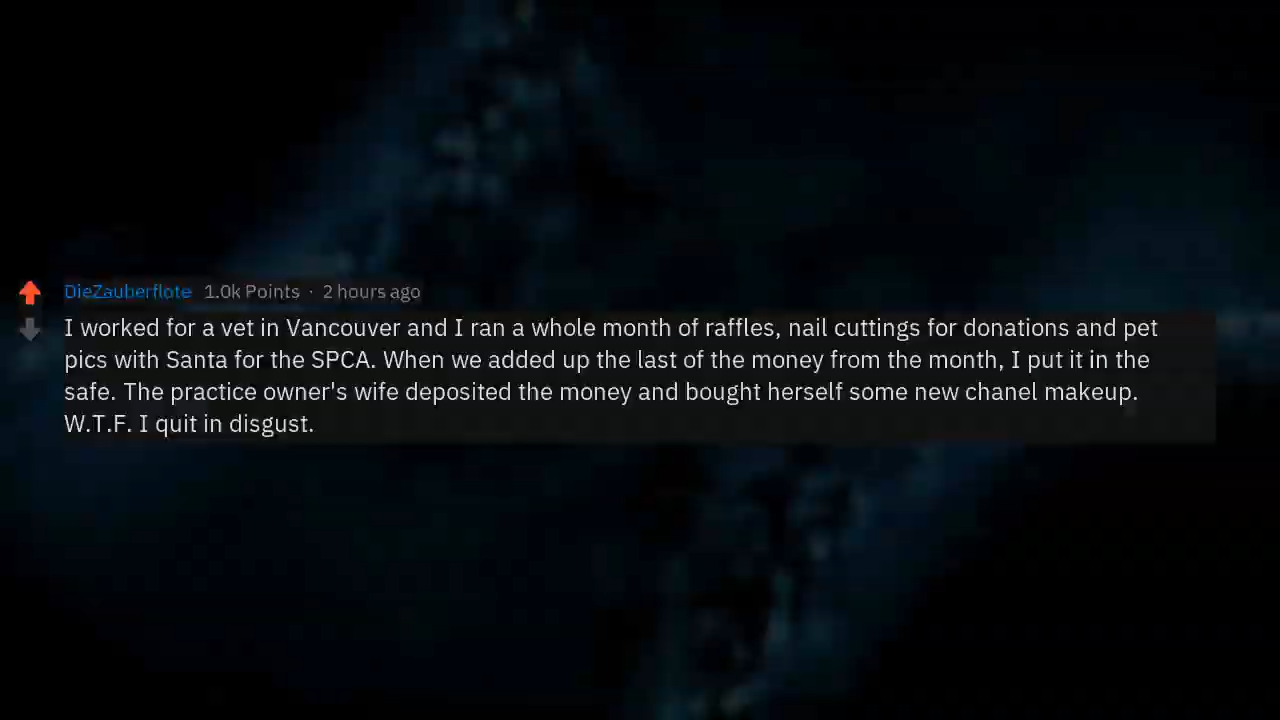 DieZauberflote 1.0k Points · 2 hours ago
I worked for a vet in Vancouver and I ran a whole month of raffles, nail cuttings for donations and pet
pics with Santa for the SPCA. When we added up the last of the money from the month, I put it in the
safe. The practice owner's wife deposited the money and bought herself some new chanel makeup.
W.T.F. I quit in disgust.